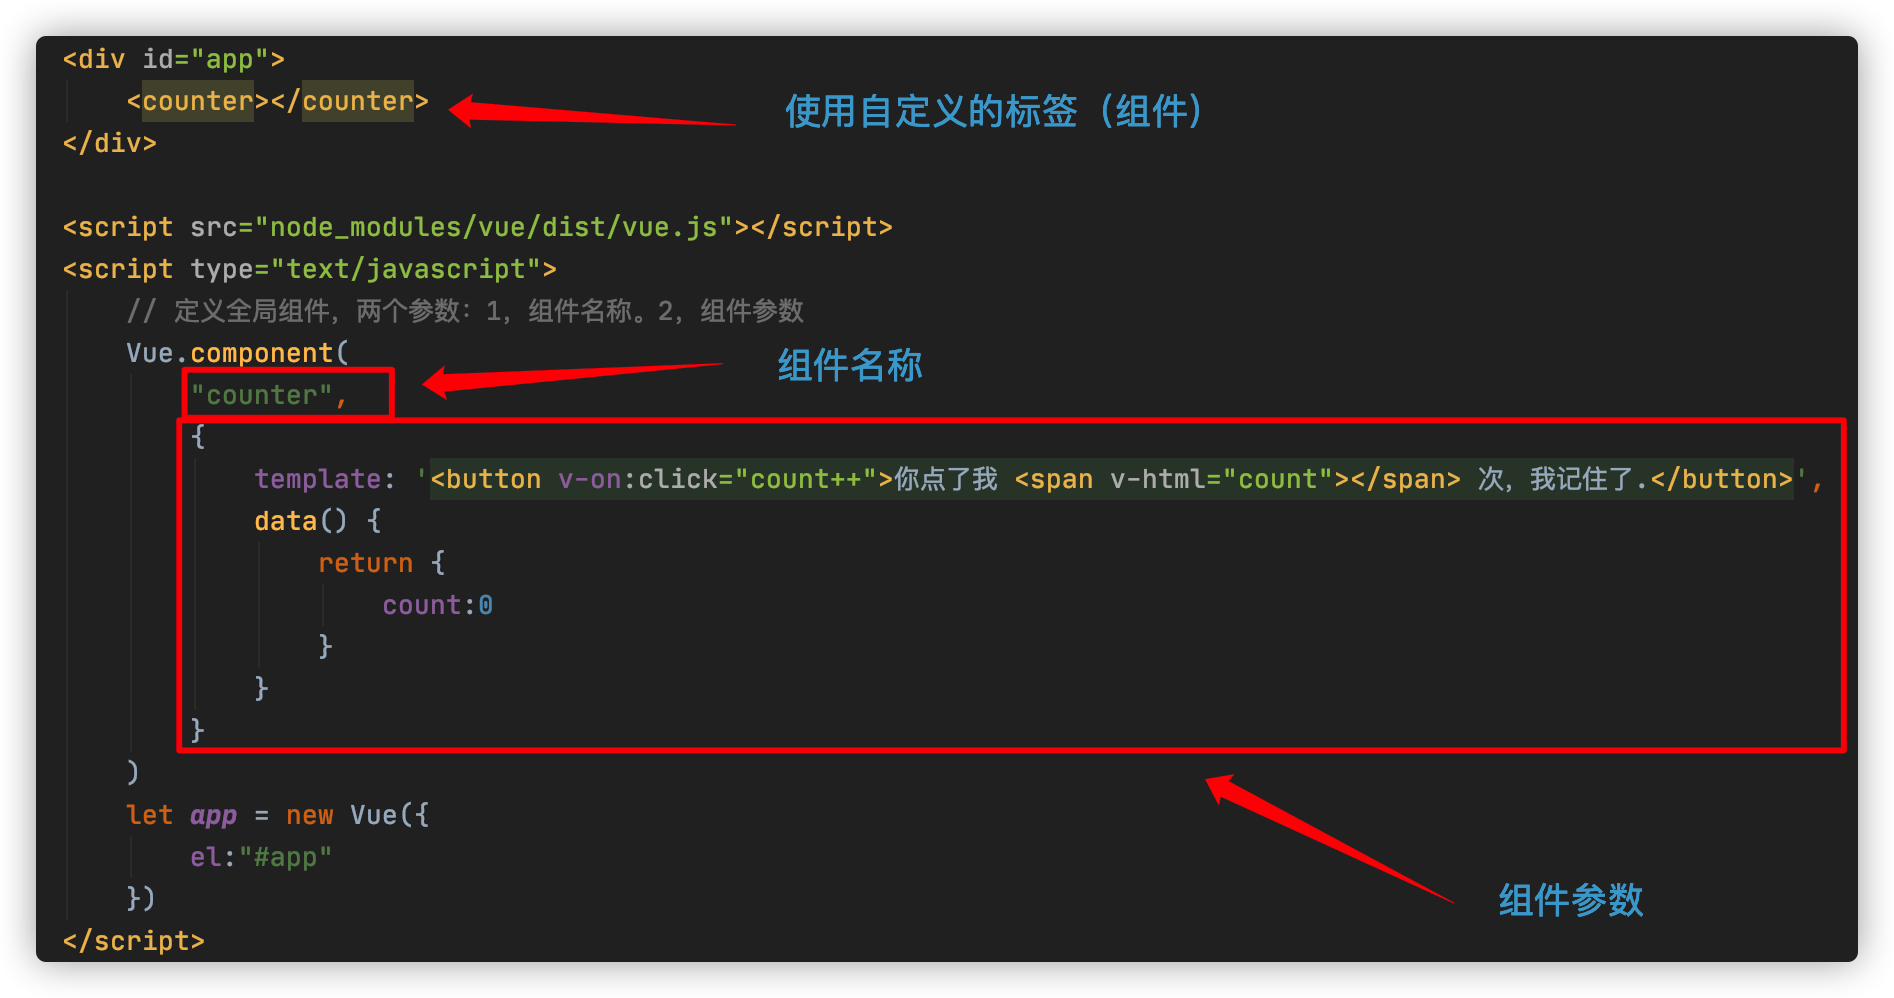 <div id="app">
<counter></counter>
使用自定义的标签（组件）
</div>
<script src="node_modules/vue/dist/vue.js"></script>
<script type="text/javascript">
// 定义全局组件，两个参数：1，组件名称。2，组件参数
Vue.component(
组件名称
"counter",
{
template: '<button v-on:click="count++">你点了我 <span v-html="count"></span> 次，我记住了.</button>',
data() {
return {
count:0
}
}
}
)
let app = new Vue({
el:"#app"
})
组件参数
</script>